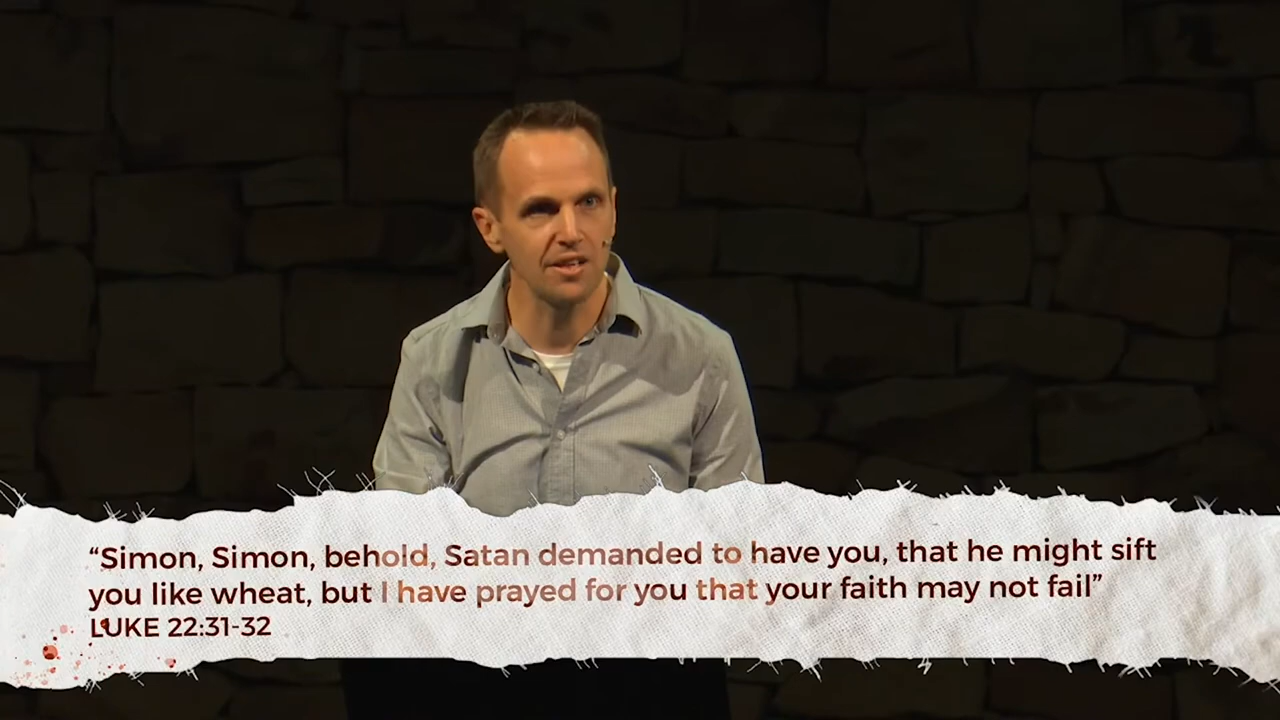 “Simon, Simon, behold, Satan demanded to have you, that he might sift
you like wheat, but I have prayed for you that your faith may not fail”
LUKE 22:31-32